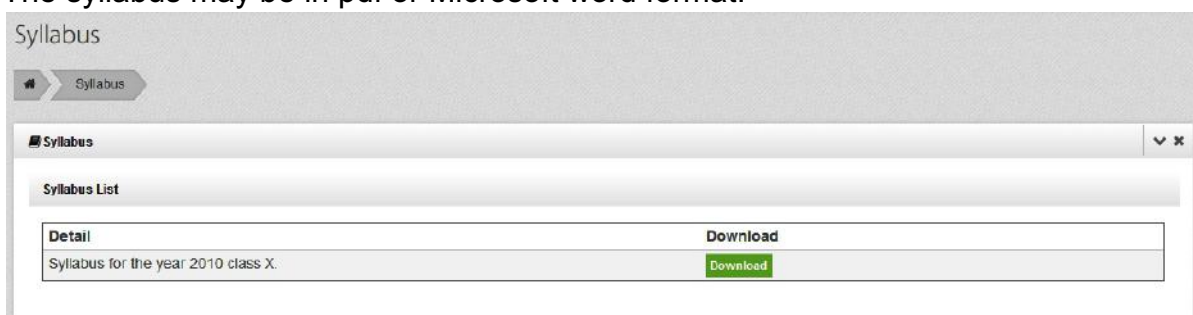 The syllabus may be in pdf or Microsoft word format.
Syllabus
Syllabus
Syllabus
Syllabus List
Detail Download
Syllabus for the year 2010 class X. Download